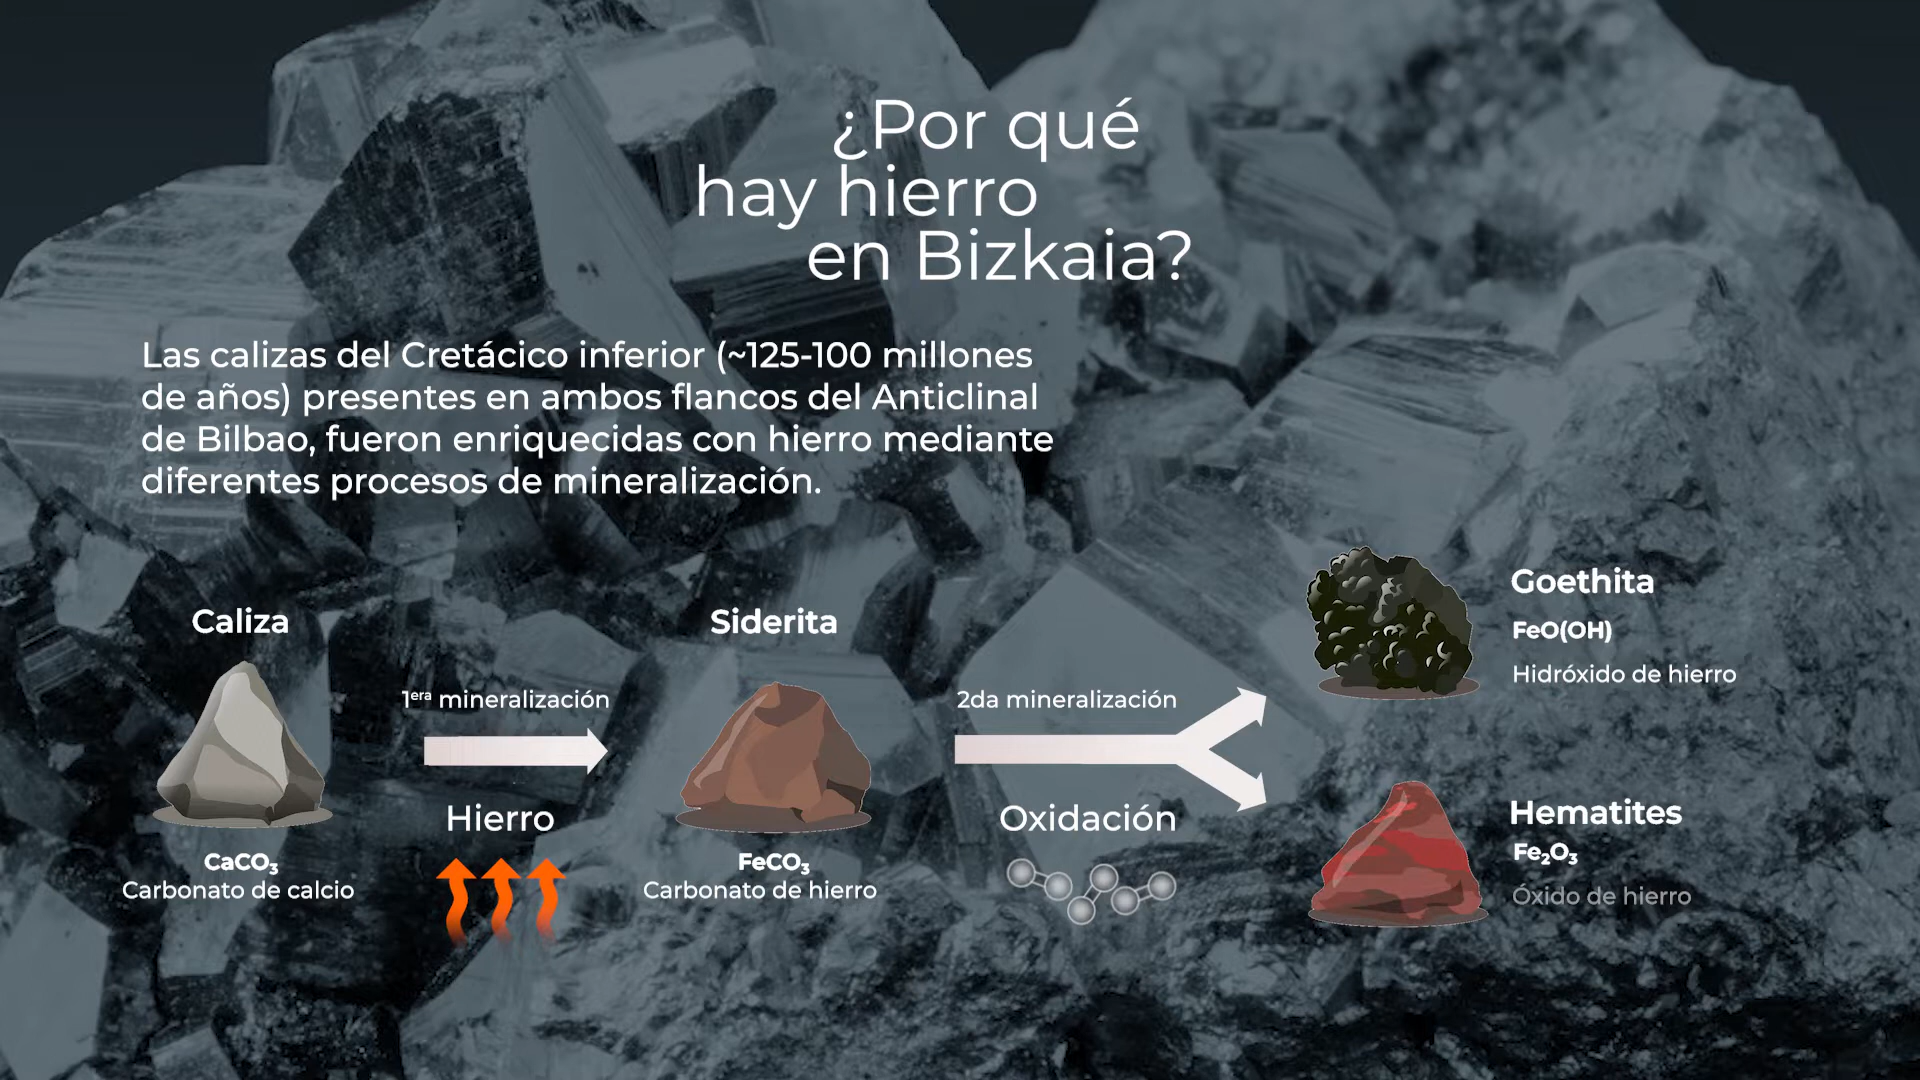 ¿Por qué
hay hierro
en Bizkaia?
Las calizas del Cretácico inferior (~125-100 millones
de años) presentes en ambos flancos del Anticlinal
de Bilbao, fueron enriquecidas con hierro mediante
diferentes procesos de mineralización.
Caliza
CaCO₃
Carbonato de calcio
1ᵉʳᵃ mineralización
Hierro
Siderita
FeCO₃
Carbonato de hierro
2da mineralización
Oxidación
Goethita
FeO(OH)
Hidróxido de hierro
Hematites
Fe₂O₃
Óxido de hierro